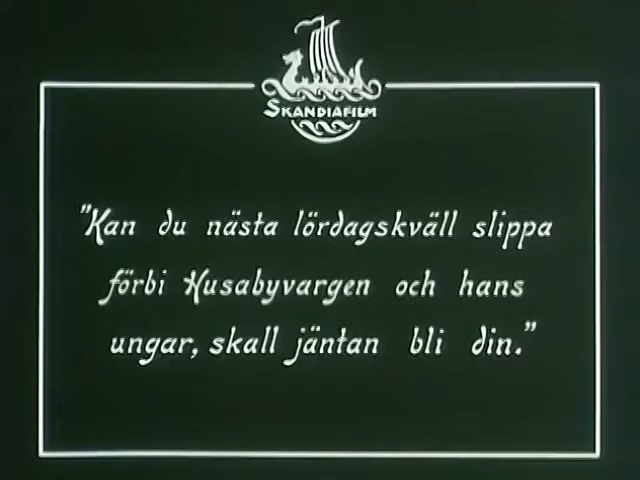 SKANDIAFILM
"Kan du nästa lördagskväll slippa
förbi Husabyvargen och hans
ungar, skall jäntan bli din."